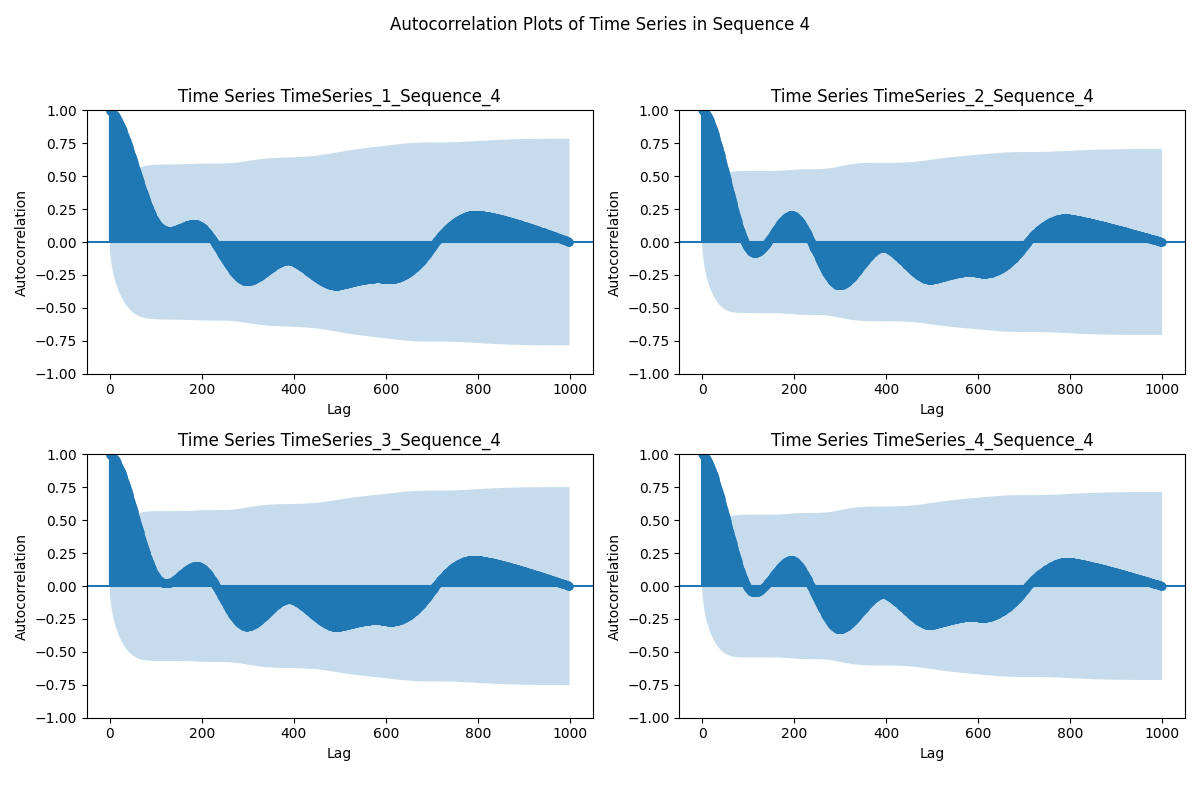 Autocorrelation Plots of Time Series in Sequence 4
Time Series TimeSeries_1_Sequence_4
1.00
0.75
0.50
0.25
0.00
−0.25
−0.50
−0.75
−1.00
Autocorrelation
0 200 400 600 800 1000
Lag
Time Series TimeSeries_2_Sequence_4
1.00
0.75
0.50
0.25
0.00
−0.25
−0.50
−0.75
−1.00
Autocorrelation
0 200 400 600 800 1000
Lag
Time Series TimeSeries_3_Sequence_4
1.00
0.75
0.50
0.25
0.00
−0.25
−0.50
−0.75
−1.00
Autocorrelation
0 200 400 600 800 1000
Lag
Time Series TimeSeries_4_Sequence_4
1.00
0.75
0.50
0.25
0.00
−0.25
−0.50
−0.75
−1.00
Autocorrelation
0 200 400 600 800 1000
Lag